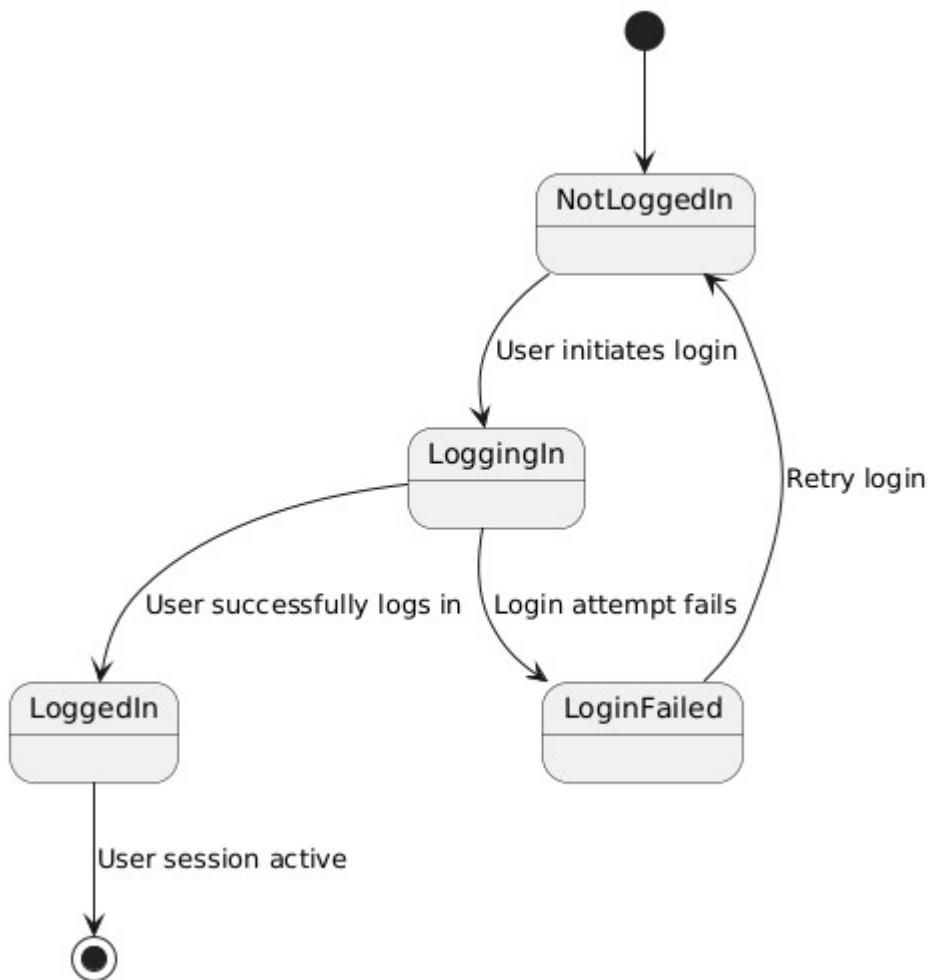 NotLoggedIn
User initiates login
LoggingIn
Retry login
User successfully logs in
Login attempt fails
LoggedIn
LoginFailed
User session active